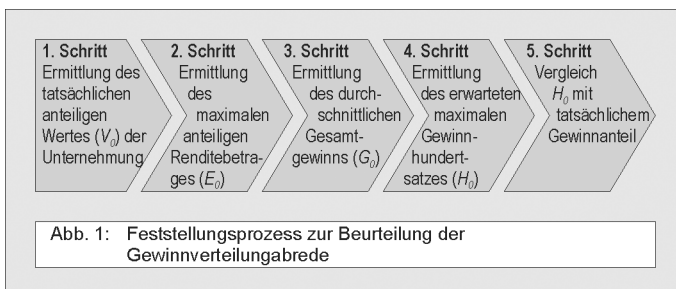 1. Schritt
Ermittlung des
tatsächlichen
anteiligen
Wertes (V0) der
Unternehmung
2. Schritt
Ermittlung
des
maximalen
anteiligen
Renditebetra-
ges (E0)
3. Schritt
Ermittlung
des durch-
schnittlichen
Gesamt-
gewinns (G0)
4. Schritt
Ermittlung
des erwarteten
maximalen
Gewinn-
hundert-
satzes (H0)
5. Schritt
Vergleich
H0 mit
tatsächlichem
Gewinnanteil
Abb. 1: Feststellungsprozess zur Beurteilung der
Gewinnverteilungabrede